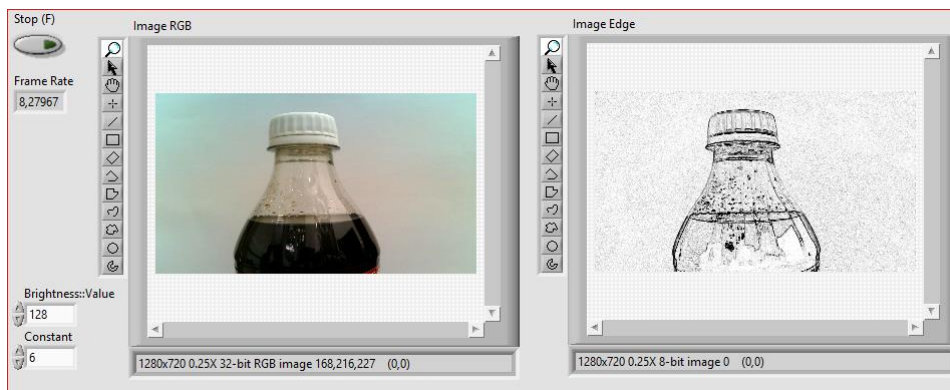 Stop (F)
Frame Rate
8,27967
Brightness::Value
128
Constant
6
Image RGB
1280x720 0.25X 32-bit RGB image 168,216,227 (0,0)
Image Edge
1280x720 0.25X 8-bit image 0 (0,0)